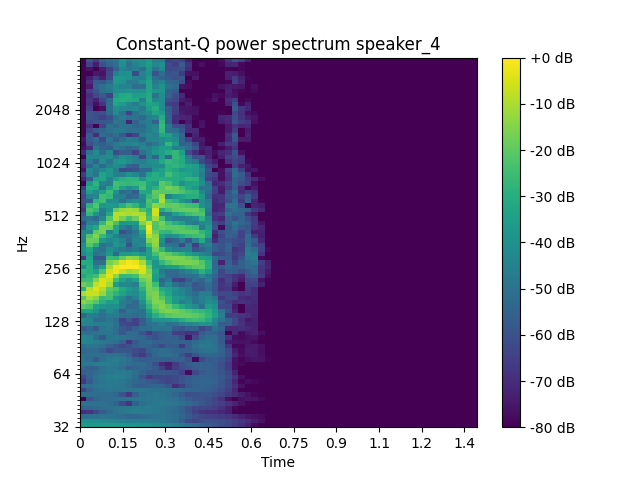 Constant-Q power spectrum speaker_4
Hz
2048
1024
512
256
128
64
32
0 0.15 0.3 0.45 0.6 0.75 0.9 1.1 1.2 1.4
Time
+0 dB
-10 dB
-20 dB
-30 dB
-40 dB
-50 dB
-60 dB
-70 dB
-80 dB